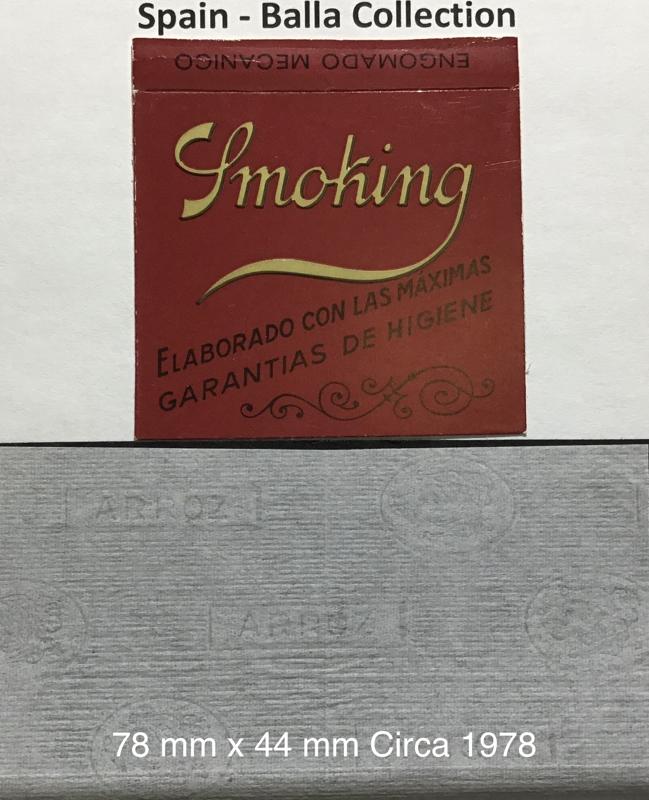 Spain - Balla Collection
ENGOMADO MECANICO
Smoking
ELABORADO CON LAS MÁXIMAS
GARANTIAS DE HIGIENE
ARROZ
ARROZ
78 mm x 44 mm Circa 1978